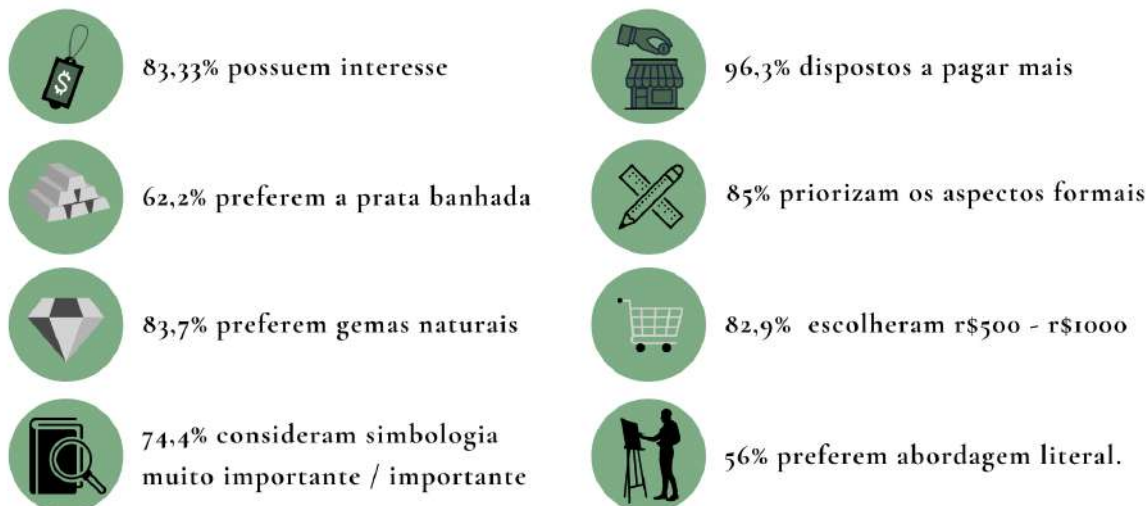 83,33% possuem interesse
62,2% preferem a prata banhada
83,7% preferem gemas naturais
74,4% consideram simbologia
muito importante / importante
96,3% dispostos a pagar mais
85% priorizam os aspectos formais
82,9% escolheram r$500 - r$1000
56% preferem abordagem literal.